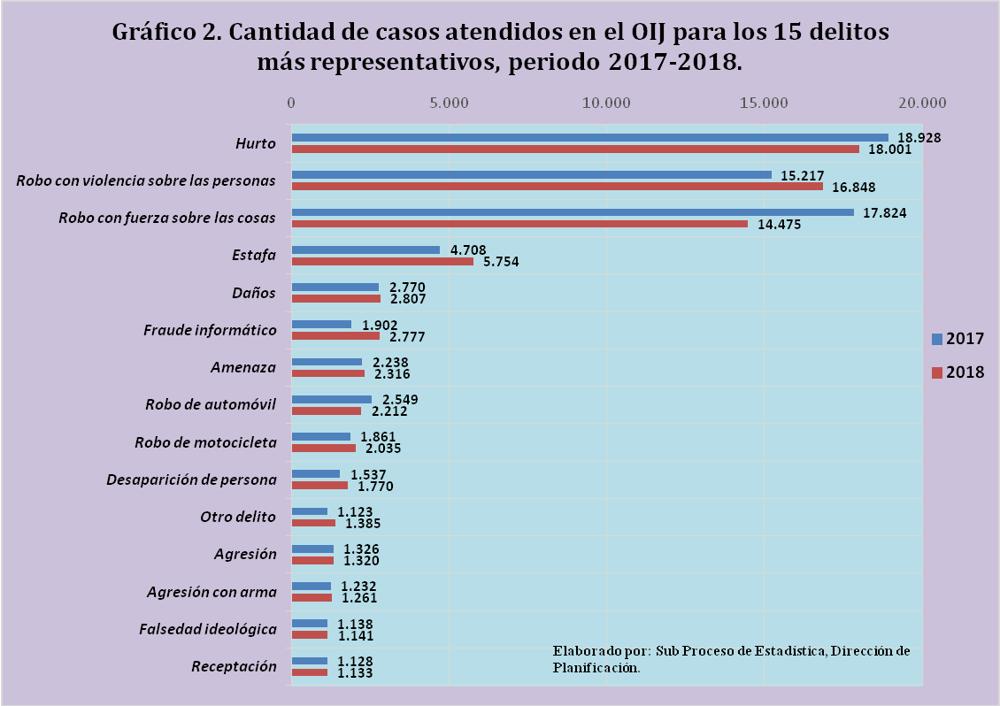 Gráfico 2. Cantidad de casos atendidos en el OIJ para los 15 delitos
más representativos, periodo 2017-2018.
0 5.000 10.000 15.000 20.000
Hurto
18.928
18.001
Robo con violencia sobre las personas
15.217
16.848
Robo con fuerza sobre las cosas
17.824
14.475
Estafa
4.708
5.754
Daños
2.770
2.807
Fraude informático
1.902
2.777
2017
Amenaza
2.238
2.316
2018
Robo de automóvil
2.549
2.212
Robo de motocicleta
1.861
2.035
Desaparición de persona
1.537
1.770
Otro delito
1.123
1.385
Agresión
1.326
1.320
Agresión con arma
1.232
1.261
Falsedad ideológica
1.138
1.141
Receptación
1.128
1.133
Elaborado por: Sub Proceso de Estadística, Dirección de
Planificación.